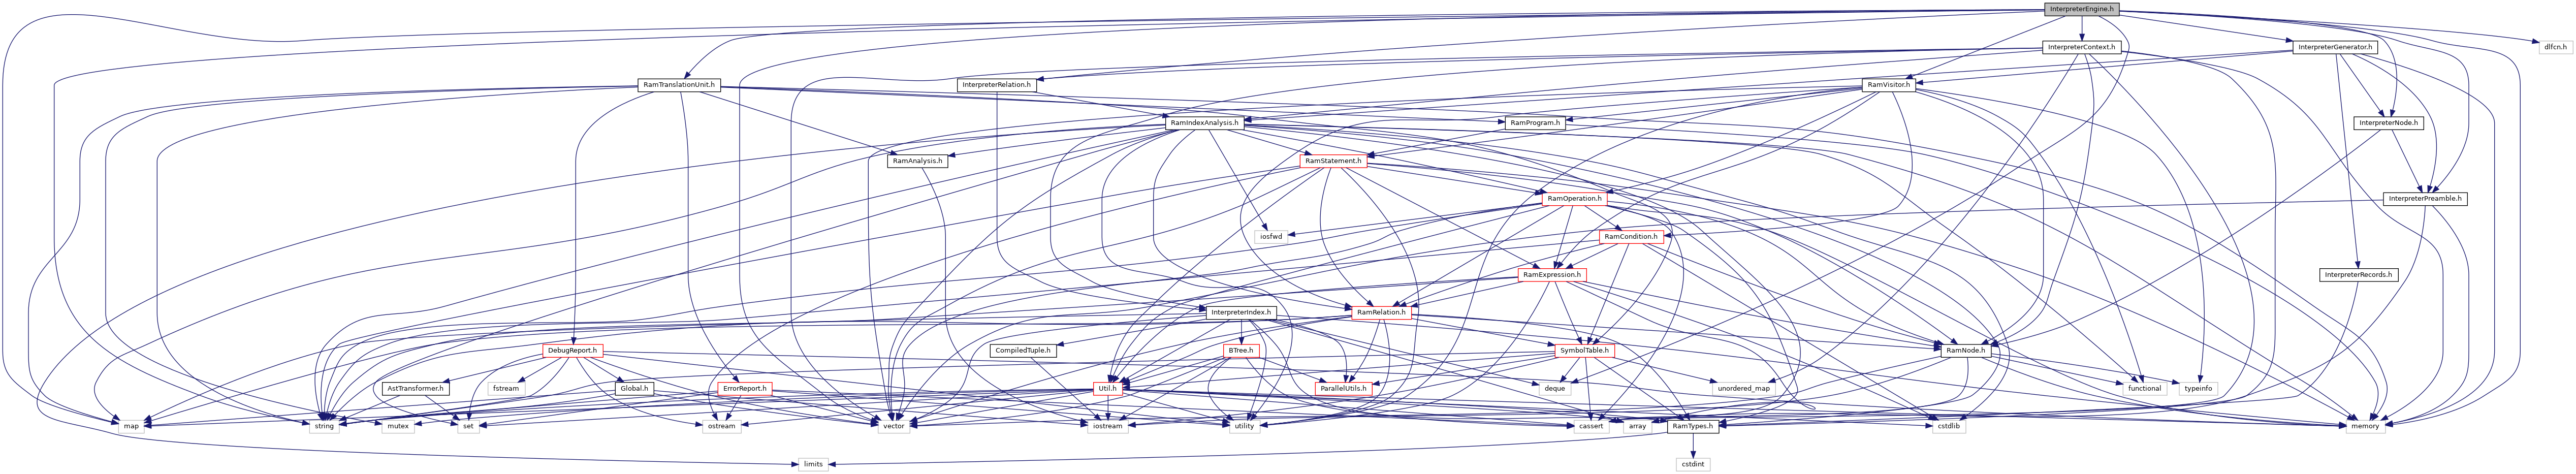 InterpreterEngine.h
InterpreterContext.h
InterpreterGenerator.h
dlfcn.h
RamTranslationUnit.h
InterpreterRelation.h
RamVisitor.h
RamIndexAnalysis.h
RamProgram.h
InterpreterNode.h
RamAnalysis.h
RamStatement.h
RamOperation.h
InterpreterPreamble.h
iosfwd
RamCondition.h
RamExpression.h
InterpreterRecords.h
InterpreterIndex.h
RamRelation.h
DebugReport.h
CompiledTuple.h
BTree.h
SymbolTable.h
RamNode.h
AstTransformer.h
fstream
Global.h
ErrorReport.h
Util.h
ParallelUtils.h
deque
unordered_map
functional
typeinfo
map
string
mutex
set
ostream
vector
iostream
utility
cassert
array
RamTypes.h
cstdlib
memory
limits
cstdint